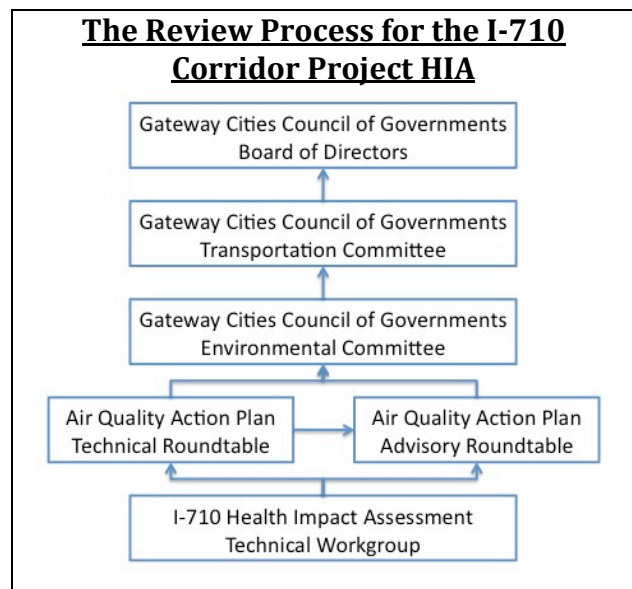 The Review Process for the I-710
Corridor Project HIA
Gateway Cities Council of Governments
Board of Directors
Gateway Cities Council of Governments
Transportation Committee
Gateway Cities Council of Governments
Environmental Committee
Air Quality Action Plan
Technical Roundtable
Air Quality Action Plan
Advisory Roundtable
I-710 Health Impact Assessment
Technical Workgroup